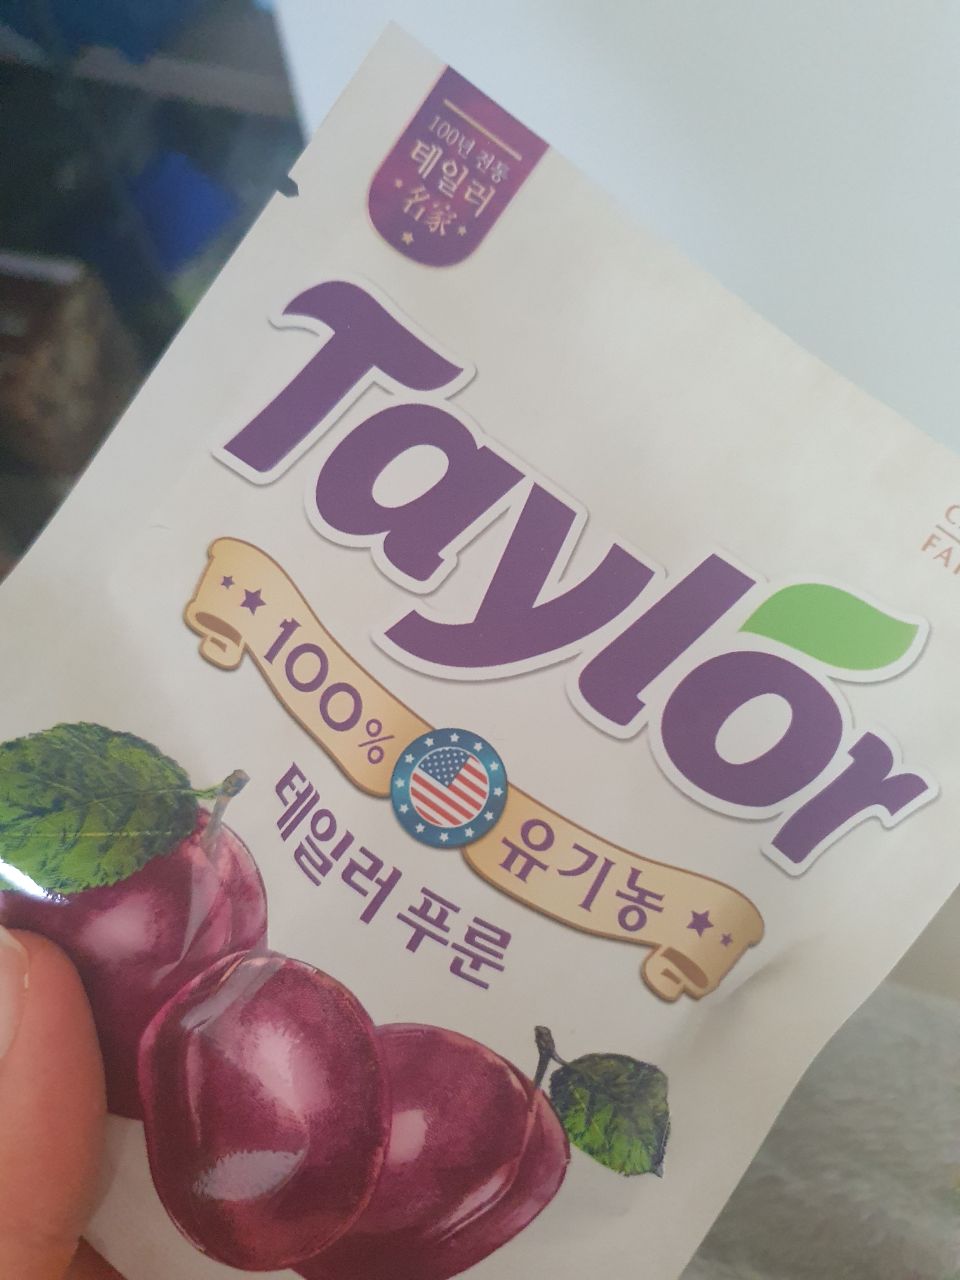 100년 전통
테일러
名家
Taylor
100% 유기농
테일러 푸룬